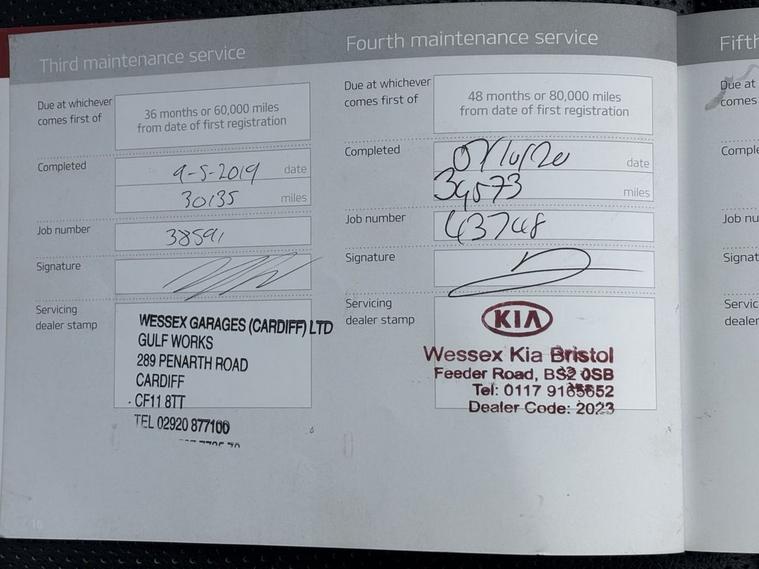 Third maintenance service
Due at whichever
comes first of
36 months or 60,000 miles
from date of first registration
Completed
9-5-2019 date
30135 miles
Job number
38591
Signature
Servicing
dealer stamp
WESSEX GARAGES (CARDIFF) LTD
GULF WORKS
289 PENARTH ROAD
CARDIFF
CF11 8TT
TEL 02920 877100
16
Fourth maintenance service
Due at whichever
comes first of
48 months or 80,000 miles
from date of first registration
Completed
07/10/20 date
39573 miles
Job number
43748
Signature
Servicing
dealer stamp
KIA
Wessex Kia Bristol
Feeder Road, BS2 0SB
Tel: 0117
Dealer Code: 2023
Fifth
Due at
comes
Comple
Job nu
Signat
Servic
dealer